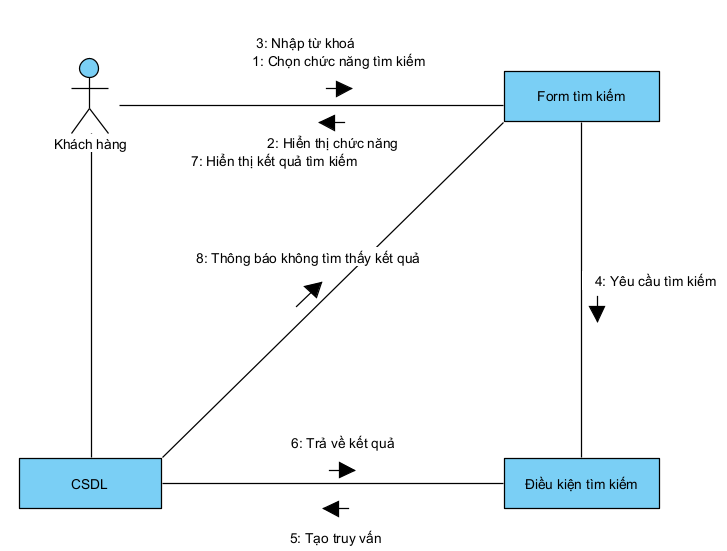 3: Nhập từ khoá
1: Chọn chức năng tìm kiếm
Form tìm kiếm
Khách hàng
2: Hiển thị chức năng
7: Hiển thị kết quả tìm kiếm
8: Thông báo không tìm thấy kết quả
4: Yêu cầu tìm kiếm
6: Trả về kết quả
CSDL
Điều kiện tìm kiếm
5: Tạo truy vấn